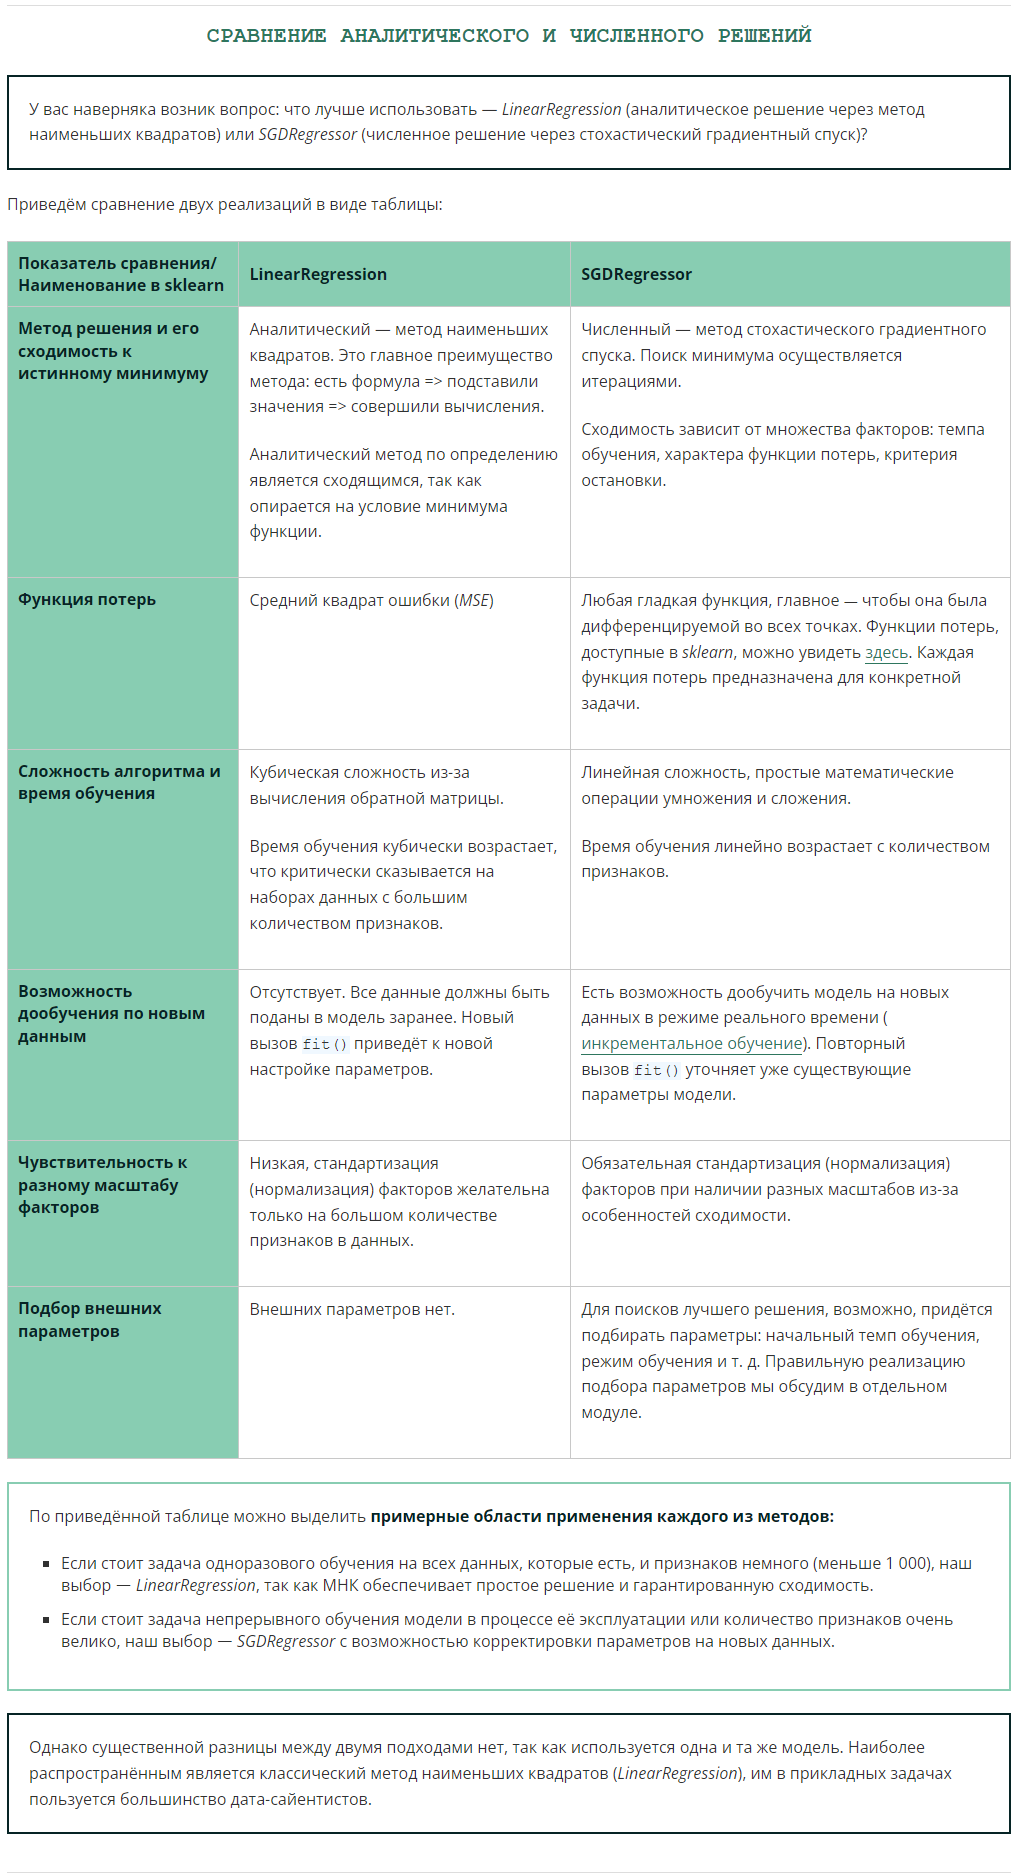 СРАВНЕНИЕ АНАЛИТИЧЕСКОГО И ЧИСЛЕННОГО РЕШЕНИЙ
У вас наверняка возник вопрос: что лучше использовать — LinearRegression (аналитическое решение через метод
наименьших квадратов) или SGDRegressor (численное решение через стохастический градиентный спуск)?
Приведём сравнение двух реализаций в виде таблицы:
Показатель сравнения/
Наименование в sklearn
LinearRegression
SGDRegressor
Метод решения и его
сходимость к
истинному минимуму
Аналитический — метод наименьших
квадратов. Это главное преимущество
метода: есть формула => подставили
значения => совершили вычисления.
Аналитический метод по определению
является сходящимся, так как
опирается на условие минимума
функции.
Численный — метод стохастического градиентного
спуска. Поиск минимума осуществляется
итерациями.
Сходимость зависит от множества факторов: темпа
обучения, характера функции потерь, критерия
остановки.
Функция потерь
Средний квадрат ошибки (MSE)
Любая гладкая функция, главное — чтобы она была
дифференцируемой во всех точках. Функции потерь,
доступные в sklearn, можно увидеть здесь. Каждая
функция потерь предназначена для конкретной
задачи.
Сложность алгоритма и
время обучения
Кубическая сложность из-за
вычисления обратной матрицы.
Время обучения кубически возрастает,
что критически сказывается на
наборах данных с большим
количеством признаков.
Линейная сложность, простые математические
операции умножения и сложения.
Время обучения линейно возрастает с количеством
признаков.
Возможность
дообучения по новым
данным
Отсутствует. Все данные должны быть
поданы в модель заранее. Новый
вызов fit() приведёт к новой
настройке параметров.
Есть возможность дообучить модель на новых
данных в режиме реального времени (
инкрементальное обучение). Повторный
вызов fit() уточняет уже существующие
параметры модели.
Чувствительность к
разному масштабу
факторов
Низкая, стандартизация
(нормализация) факторов желательна
только на большом количестве
признаков в данных.
Обязательная стандартизация (нормализация)
факторов при наличии разных масштабов из-за
особенностей сходимости.
Подбор внешних
параметров
Внешних параметров нет.
Для поисков лучшего решения, возможно, придётся
подбирать параметры: начальный темп обучения,
режим обучения и т. д. Правильную реализацию
подбора параметров мы обсудим в отдельном
модуле.
По приведённой таблице можно выделить примерные области применения каждого из методов:
▪ Если стоит задача одноразового обучения на всех данных, которые есть, и признаков немного (меньше 1 000), наш
выбор — LinearRegression, так как МНК обеспечивает простое решение и гарантированную сходимость.
▪ Если стоит задача непрерывного обучения модели в процессе её эксплуатации или количество признаков очень
велико, наш выбор — SGDRegressor с возможностью корректировки параметров на новых данных.
Однако существенной разницы между двумя подходами нет, так как используется одна и та же модель. Наиболее
распространённым является классический метод наименьших квадратов (LinearRegression), им в прикладных задачах
пользуется большинство дата-сайентистов.